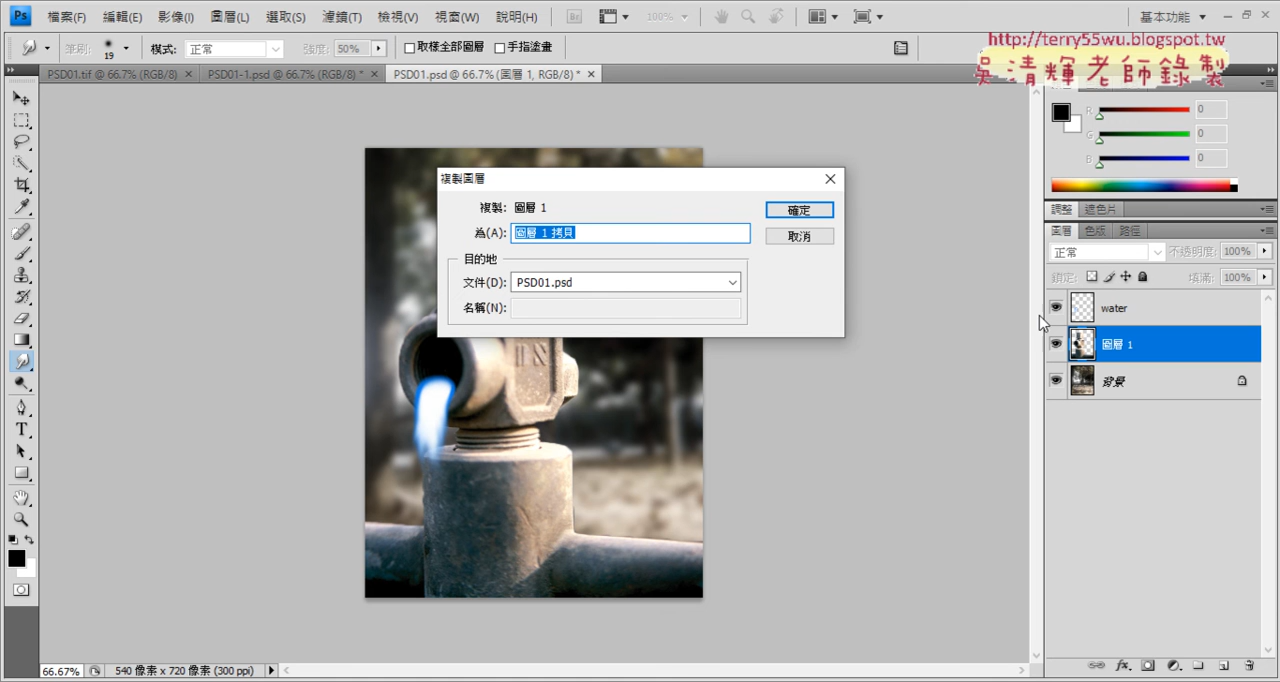 Ps 檔案(F) 編輯(E) 影像(I) 圖層(L) 選取(S) 濾鏡(T) 檢視(V) 視窗(W) 說明(H) Br 100% 基本功能
筆刷: 19 模式: 正常 強度: 50% 取樣全部圖層 手指塗畫
http://terry55wu.blogspot.tw
吳清輝老師錄製
PSD01.tif @ 66.7% (RGB/8) PSD01-1.psd @ 66.7% (RGB/8) * PSD01.psd @ 66.7% (圖層 1, RGB/8) *
R 0
G 0
B 0
調整 遮色片
圖層 色版 路徑
正常 不透明度: 100%
鎖定: 填滿: 100%
water
圖層 1
背景
複製圖層
複製: 圖層 1
為(A): 圖層 1 拷貝
確定
取消
目的地
文件(D): PSD01.psd
名稱(N):
66.67% 540 像素 x 720 像素 (300 ppi)